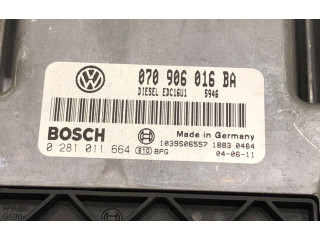 070 906 016 BA
DIESEL EDC16U1 5946
BOSCH
Made in Germany
1039S06557 1883 0464
0 281 011 664 BPG
04-06-11